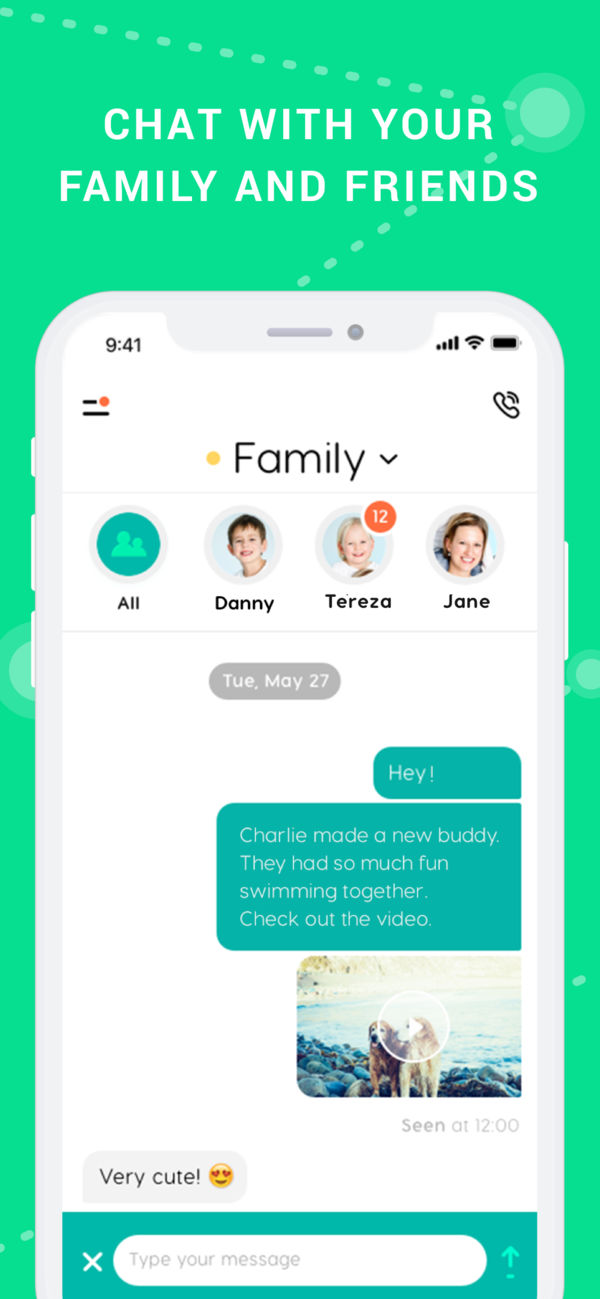 CHAT WITH YOUR
FAMILY AND FRIENDS
9:41
Family
12
All
Danny
Tereza
Jane
Tue, May 27
Hey!
Charlie made a new buddy.
They had so much fun
swimming together.
Check out the video.
Seen at 12:00
Very cute! 😍
Type your message